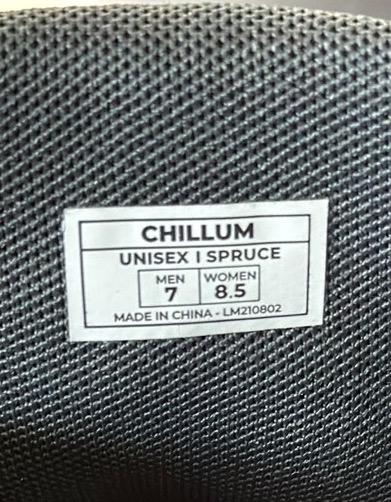 CHILLUM
UNISEX I SPRUCE
MEN WOMEN
7 8.5
MADE IN CHINA - LM210802